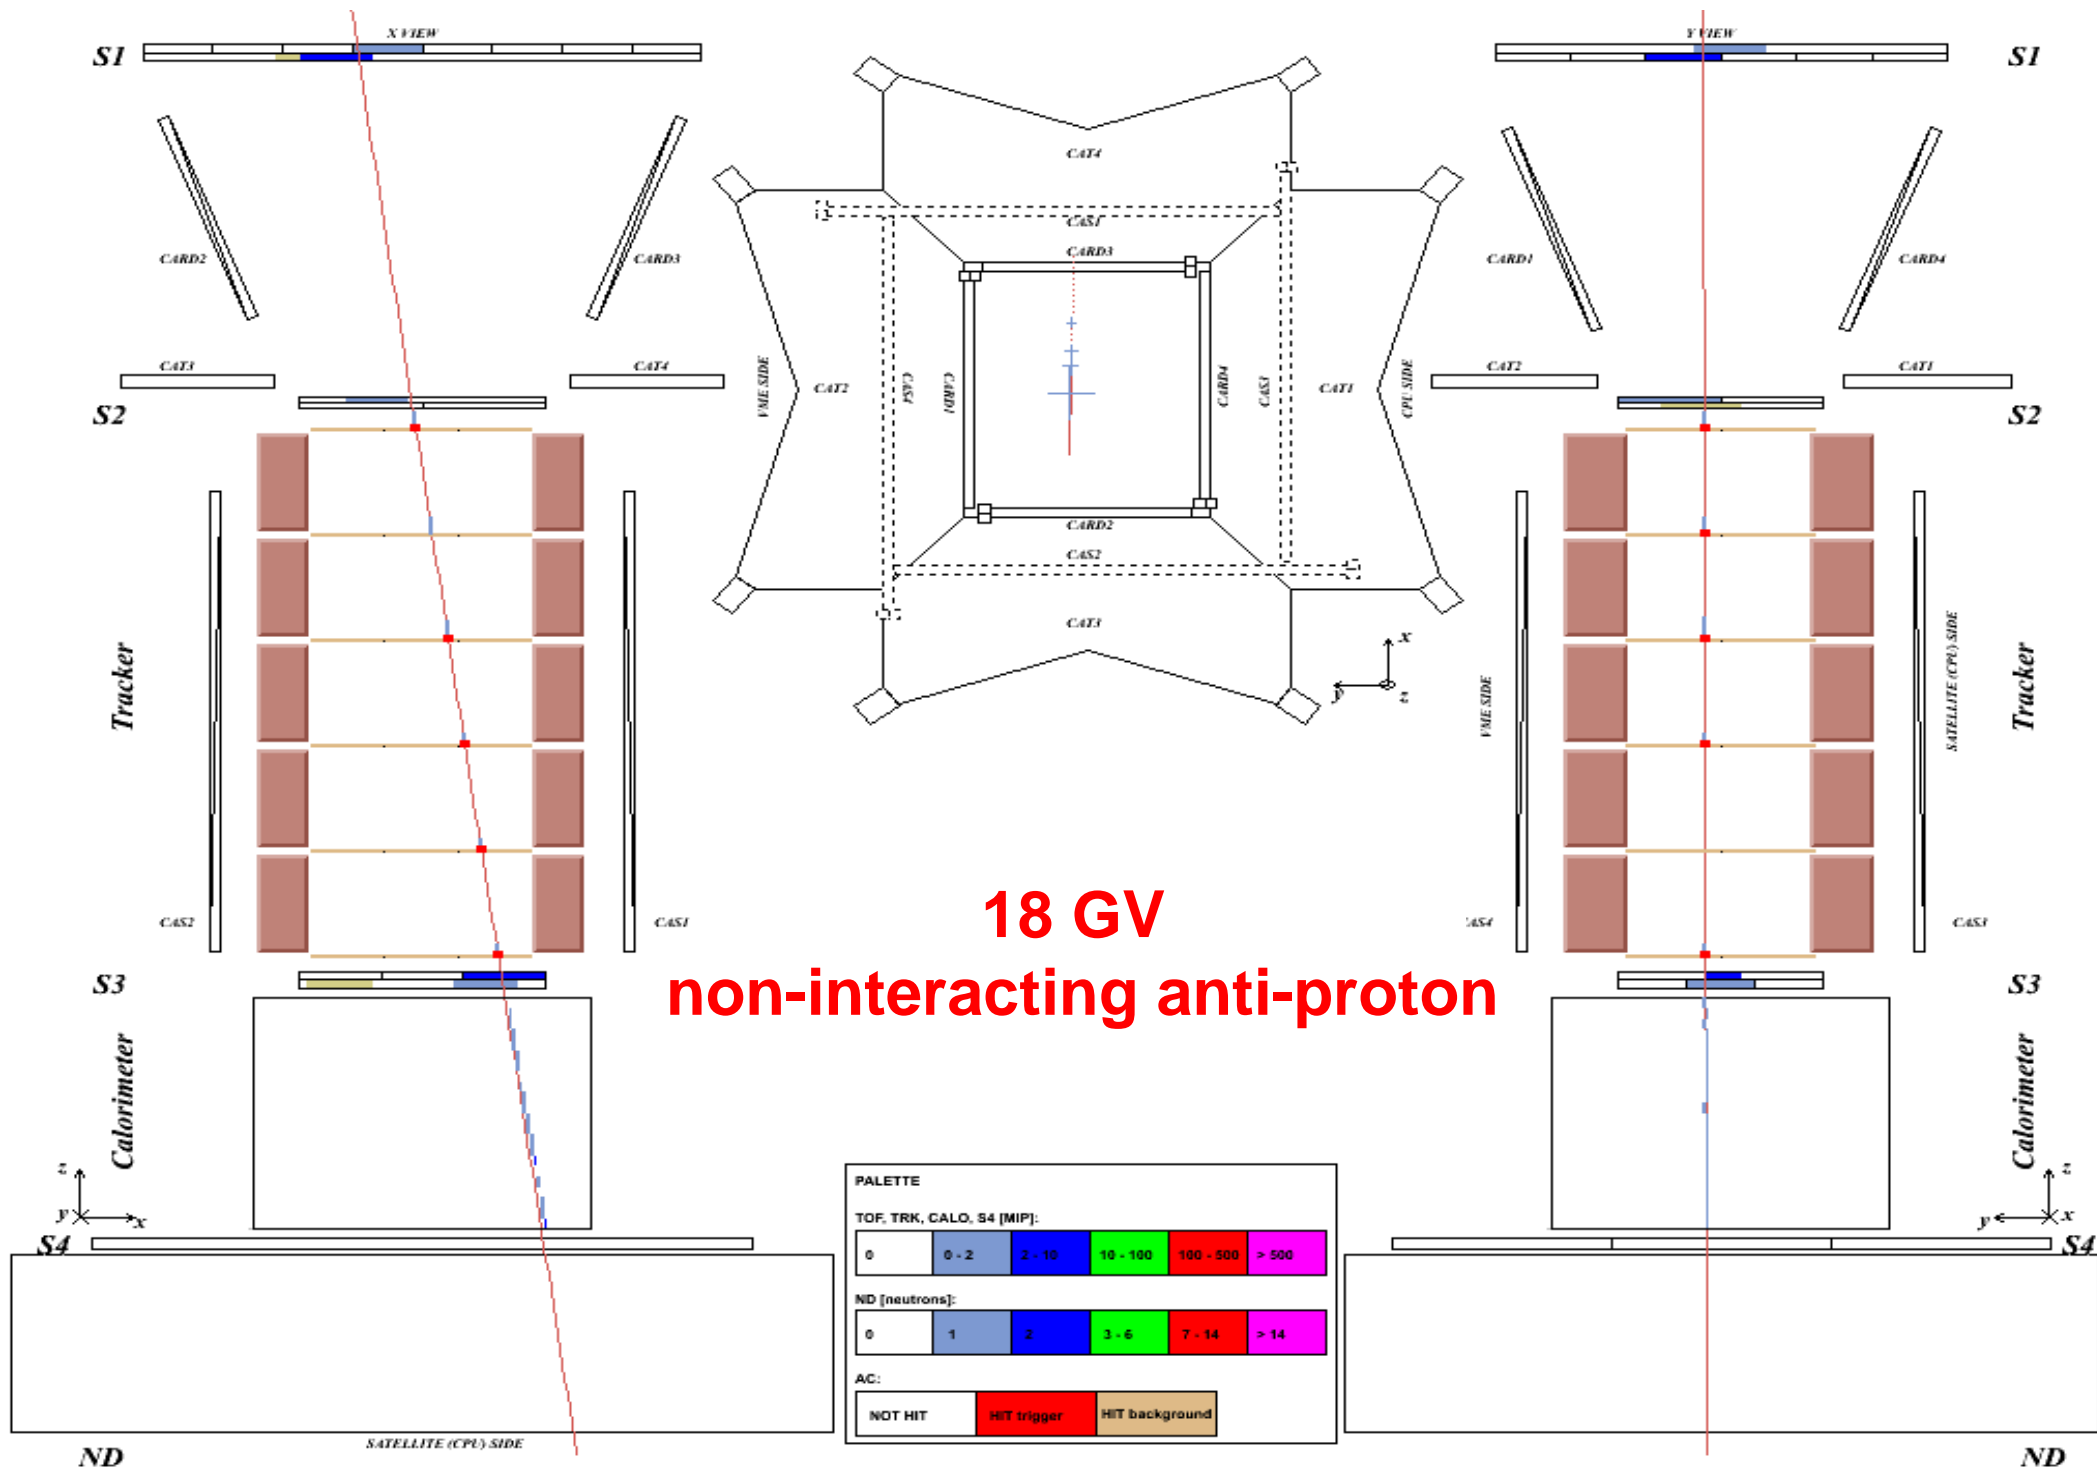 X VIEW
Y VIEW
S1
S1
CAT4
CAS1
CARD2
CARD3
CARD3
CARD1
CARD4
CAT3
CAT4
CAT2
CAT1
VME SIDE
CAT2
CAS4
CARD1
CARD4
CAS3
CAT1
CPU SIDE
S2
S2
CARD2
CAS2
CAT3
x
y
z
Tracker
VME SIDE
SATELLITE (CPU) SIDE
Tracker
CAS2
CAS1
18 GV
non-interacting anti-proton
CAS3
S3
S3
Calorimeter
Calorimeter
z
y
x
z
y
x
S4
S4
PALETTE
TOF, TRK, CALO, S4 [MIP]:
0 0 - 2 2 - 10 10 - 100 100 - 500 > 500
ND [neutrons]:
0 1 2 3 - 6 7 - 14 > 14
AC:
NOT HIT HIT trigger HIT background
SATELLITE (CPU) SIDE
ND
ND